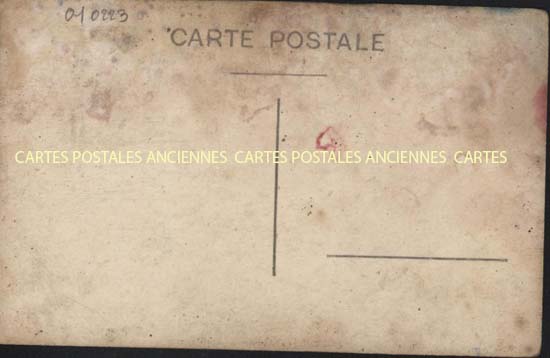 01 0223
CARTE POSTALE
CARTES POSTALES ANCIENNES CARTES POSTALES ANCIENNES CARTES